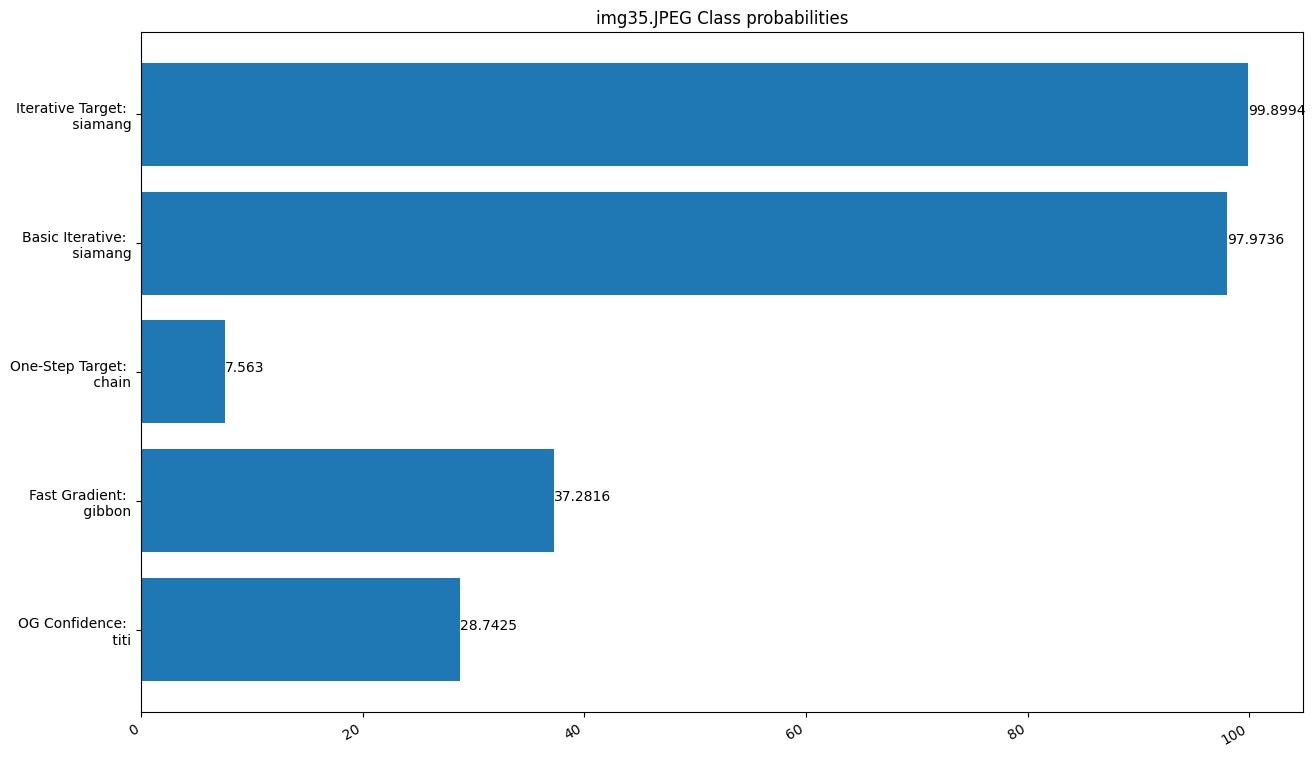 img35.JPEG Class probabilities
Iterative Target:
siamang
99.8994
Basic Iterative:
siamang
97.9736
One-Step Target:
chain
7.563
Fast Gradient:
gibbon
37.2816
OG Confidence:
titi
28.7425
0
20
40
60
80
100